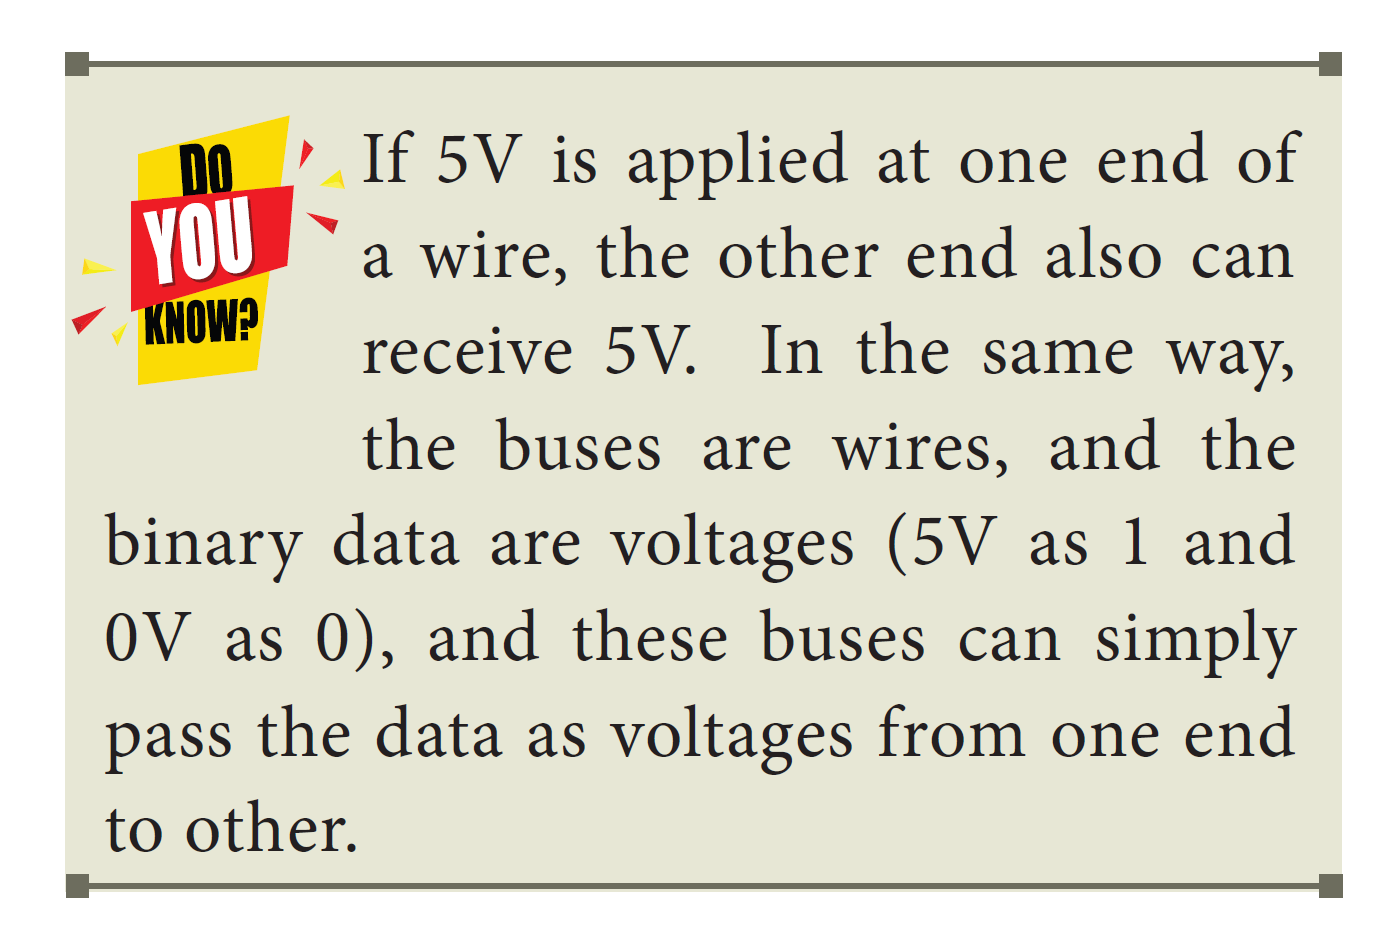 DO
YOU
KNOW?
If 5V is applied at one end of
a wire, the other end also can
receive 5V. In the same way,
the buses are wires, and the
binary data are voltages (5V as 1 and
0V as 0), and these buses can simply
pass the data as voltages from one end
to other.